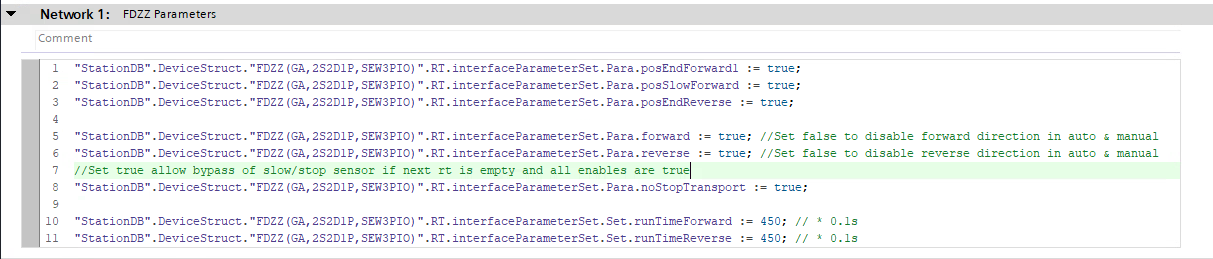 Network 1: FDZZ Parameters
Comment
1 "StationDB".DeviceStruct."FDZZ(GA,2S2D1P,SEW3PIO)".RT.interfaceParameterSet.Para.posEndForward1 := true;
2 "StationDB".DeviceStruct."FDZZ(GA,2S2D1P,SEW3PIO)".RT.interfaceParameterSet.Para.posSlowForward := true;
3 "StationDB".DeviceStruct."FDZZ(GA,2S2D1P,SEW3PIO)".RT.interfaceParameterSet.Para.posEndReverse := true;
4
5 "StationDB".DeviceStruct."FDZZ(GA,2S2D1P,SEW3PIO)".RT.interfaceParameterSet.Para.forward := true; //Set false to disable forward direction in auto & manual
6 "StationDB".DeviceStruct."FDZZ(GA,2S2D1P,SEW3PIO)".RT.interfaceParameterSet.Para.reverse := true; //Set false to disable reverse direction in auto & manual
7 //Set true allow bypass of slow/stop sensor if next rt is empty and all enables are true
8 "StationDB".DeviceStruct."FDZZ(GA,2S2D1P,SEW3PIO)".RT.interfaceParameterSet.Para.noStopTransport := true;
9
10 "StationDB".DeviceStruct."FDZZ(GA,2S2D1P,SEW3PIO)".RT.interfaceParameterSet.Set.runTimeForward := 450; // * 0.1s
11 "StationDB".DeviceStruct."FDZZ(GA,2S2D1P,SEW3PIO)".RT.interfaceParameterSet.Set.runTimeReverse := 450; // * 0.1s